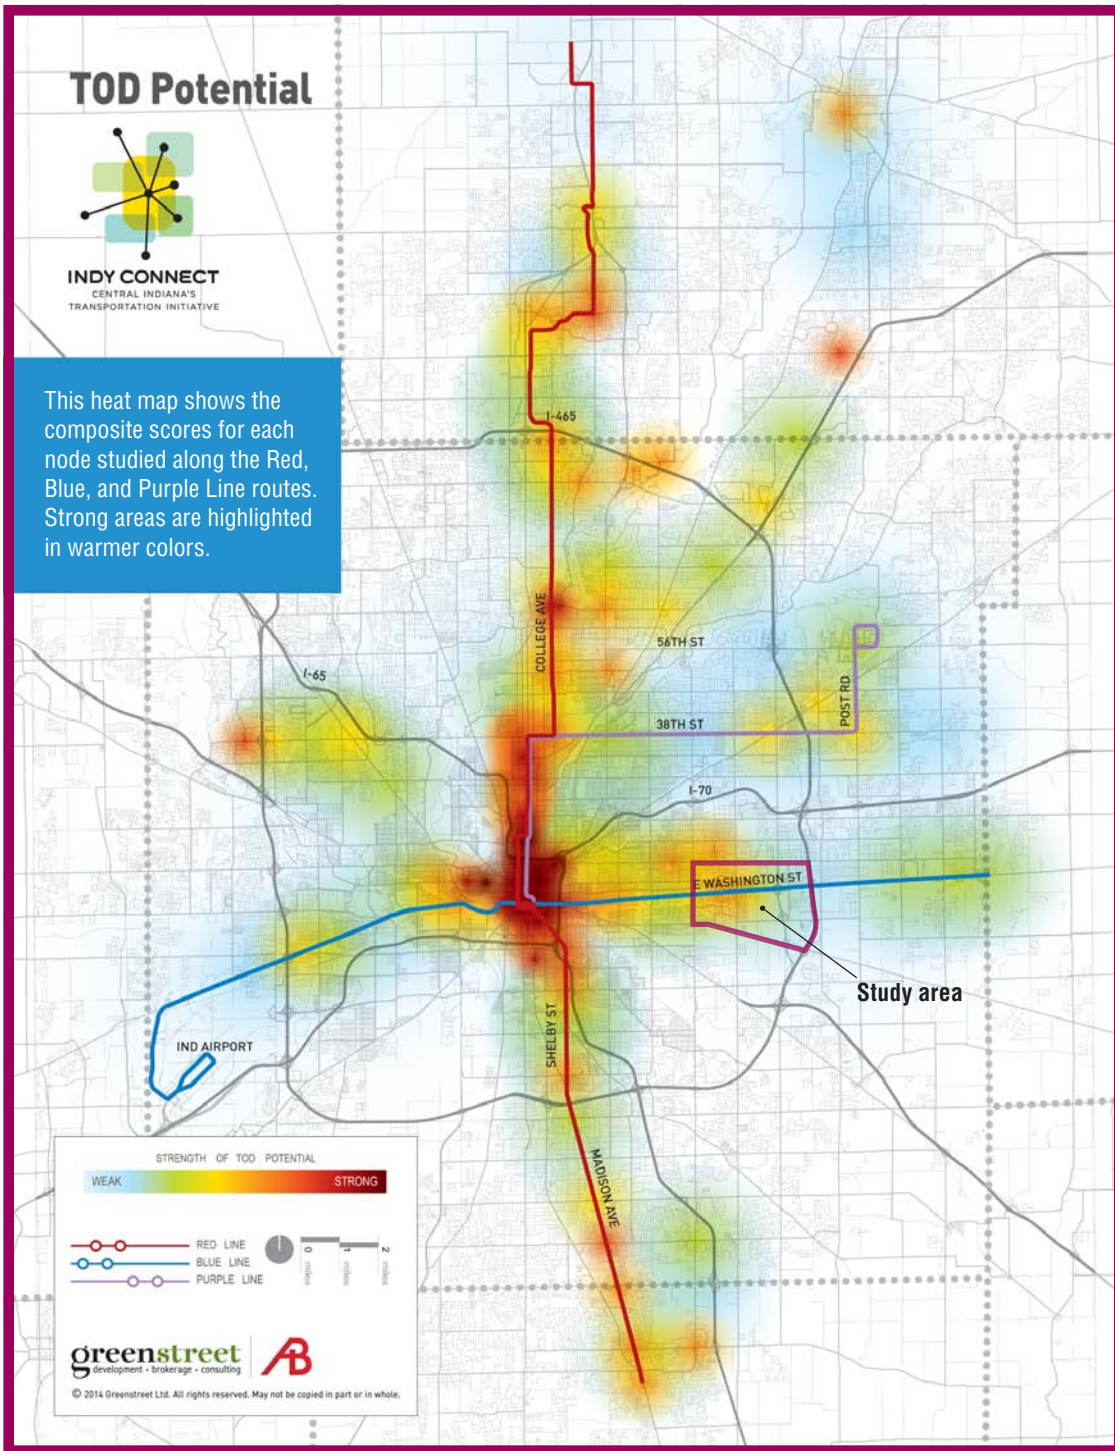 TOD Potential
INDY CONNECT
CENTRAL INDIANA'S
TRANSPORTATION INITIATIVE
This heat map shows the
composite scores for each
node studied along the Red,
Blue, and Purple Line routes.
Strong areas are highlighted
in warmer colors.
I-465
COLLEGE AVE
56TH ST
I-65
POST RD
38TH ST
I-70
E WASHINGTON ST
Study area
SHELBY ST
IND AIRPORT
MADISON AVE
STRENGTH OF TOD POTENTIAL
WEAK
STRONG
RED LINE
BLUE LINE
PURPLE LINE
0 miles
1 miles
2 miles
greenstreet
development • brokerage • consulting
AB
© 2014 Greenstreet Ltd. All rights reserved. May not be copied in part or in whole.